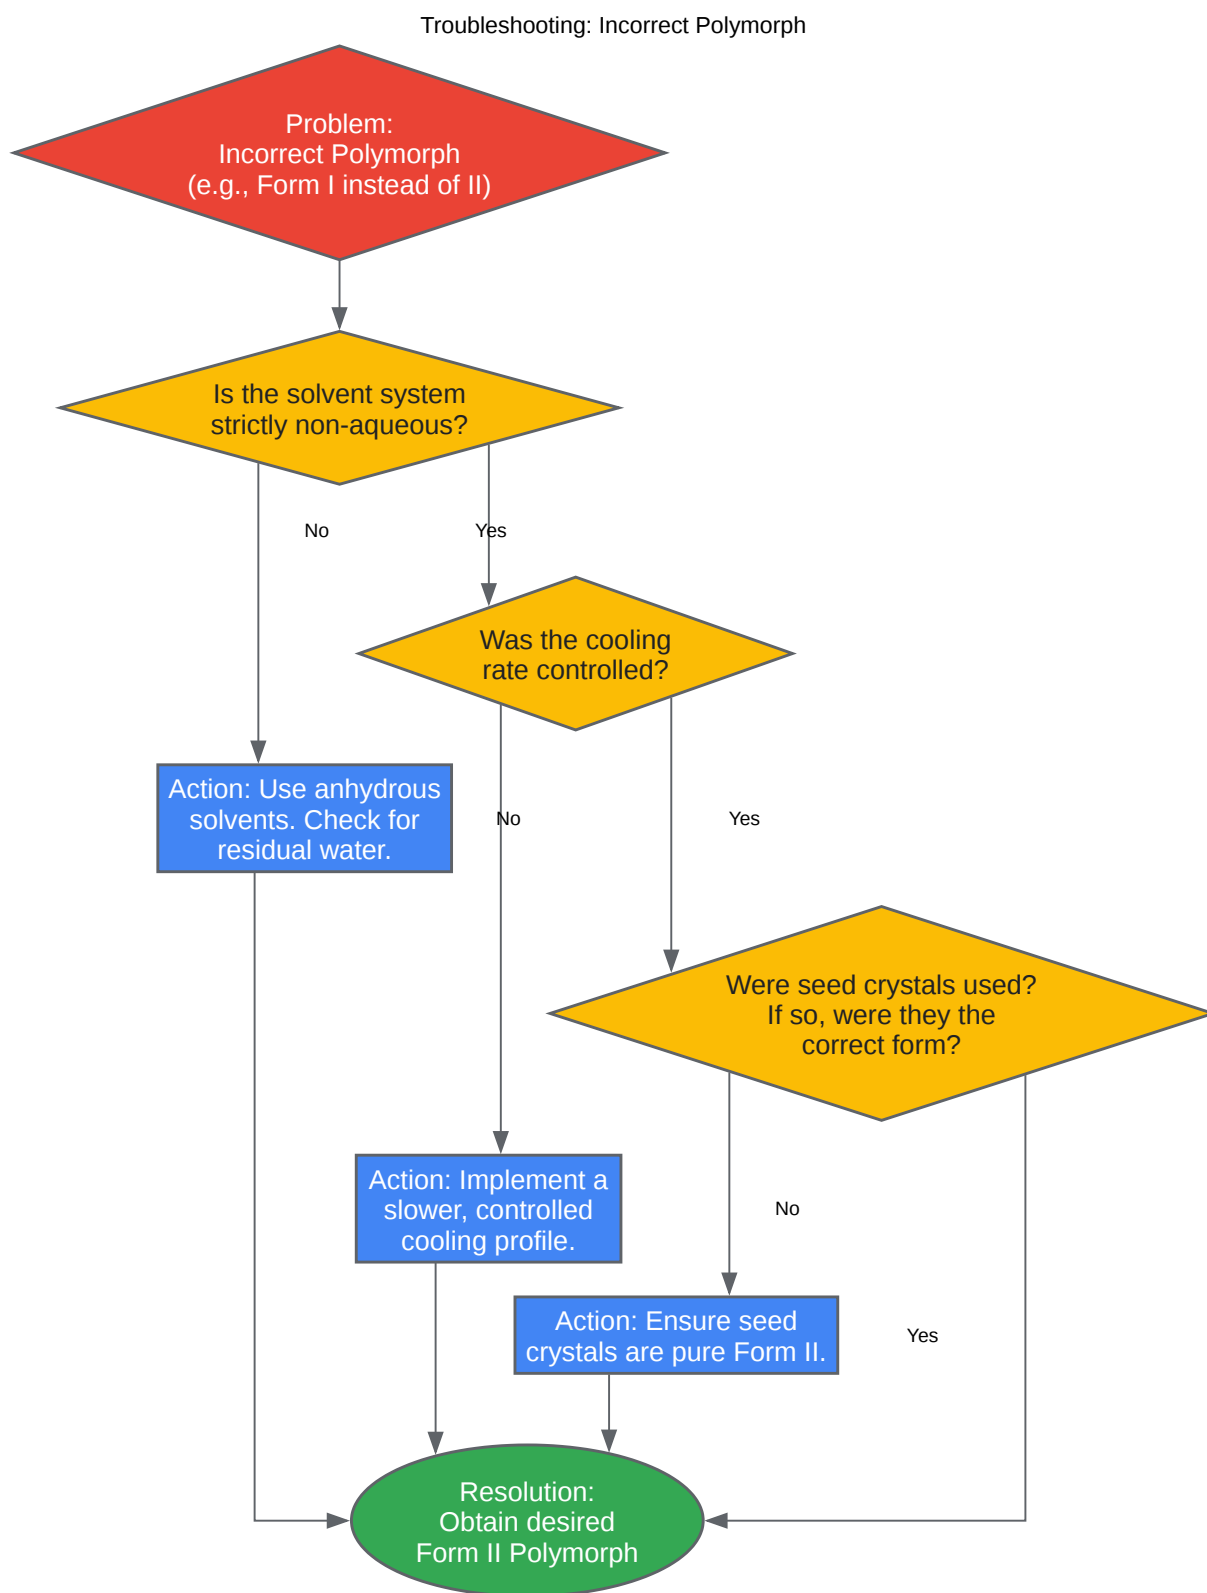 Troubleshooting: Incorrect Polymorph
Problem:
Incorrect Polymorph
(e.g., Form I instead of II)
Is the solvent system
strictly non-aqueous?
No
Yes
Was the cooling
rate controlled?
Action: Use anhydrous
solvents. Check for
residual water.
No
Yes
Were seed crystals used?
If so, were they the
correct form?
Action: Implement a
slower, controlled
cooling profile.
No
Action: Ensure seed
crystals are pure Form II.
Yes
Resolution:
Obtain desired
Form II Polymorph